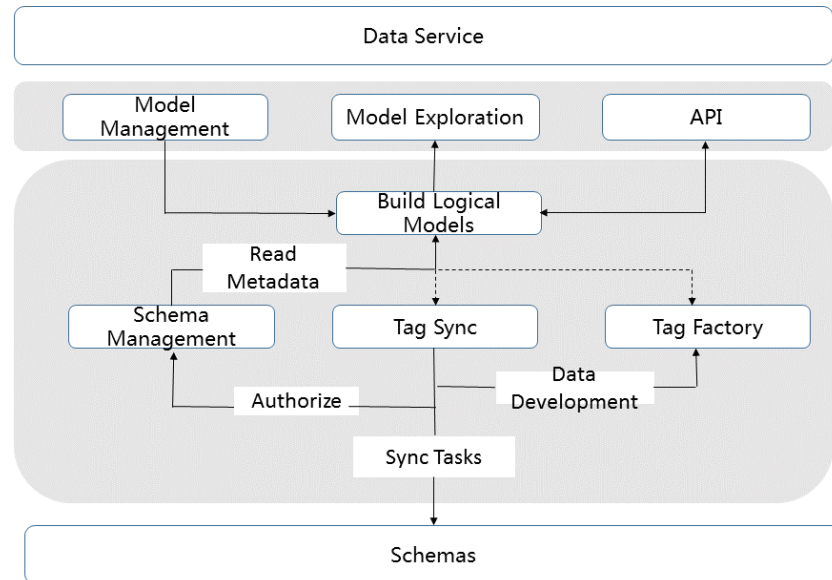 Data Service
Model
Management
Model Exploration
API
Build Logical
Models
Read
Metadata
Schema
Management
Tag Sync
Tag Factory
Data
Development
Authorize
Sync Tasks
Schemas